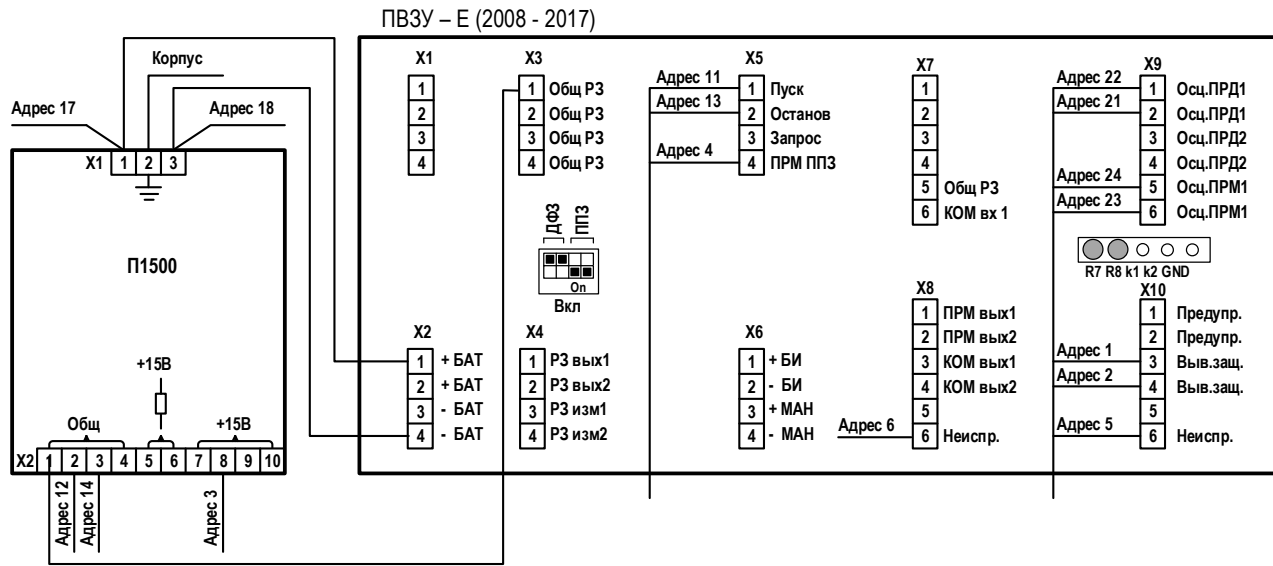 ПВЗУ – Е (2008 - 2017)
Корпус
Адрес 17
Адрес 18
X1 1 2 3
П1500
+15В
Общ
+15В
X2 1 2 3 4 5 6 7 8 9 10
Адрес 12
Адрес 14
Адрес 3
X1
1
2
3
4
X3
1 Общ РЗ
2 Общ РЗ
3 Общ РЗ
4 Общ РЗ
ДФЗ
ППЗ
On
Вкл
X2
1 + БАТ
2 + БАТ
3 - БАТ
4 - БАТ
X4
1 РЗ вых1
2 РЗ вых2
3 РЗ изм1
4 РЗ изм2
X5
Адрес 11 1 Пуск
Адрес 13 2 Останов
3 Запрос
Адрес 4 4 ПРМ ППЗ
X6
1 + БИ
2 - БИ
3 + МАН
4 - МАН
X7
1
2
3
4
5 Общ РЗ
6 КОМ вх 1
X8
1 ПРМ вых1
2 ПРМ вых2
3 КОМ вых1
4 КОМ вых2
5
Адрес 6 6 Неиспр.
X9
Адрес 22 1 Осц.ПРД1
Адрес 21 2 Осц.ПРД1
3 Осц.ПРД2
4 Осц.ПРД2
Адрес 24 5 Осц.ПРМ1
Адрес 23 6 Осц.ПРМ1
R7 R8 k1 k2 GND
X10
1 Предупр.
2 Предупр.
Адрес 1 3 Выв.защ.
Адрес 2 4 Выв.защ.
5
Адрес 5 6 Неиспр.